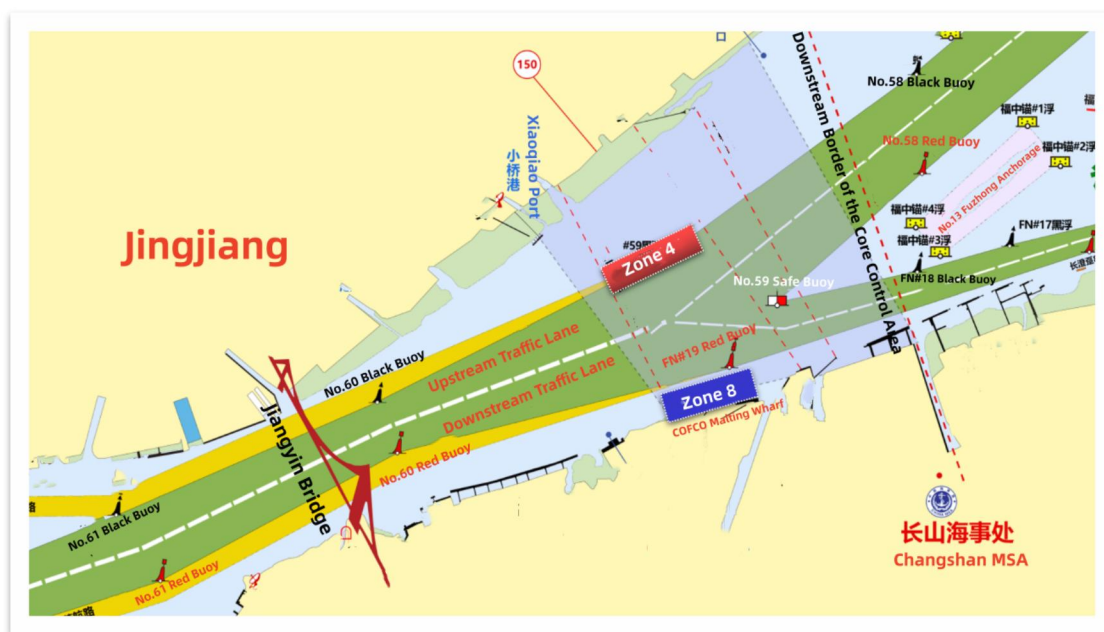 150
口
Downstream Border of the Core Control Area
No.58 Black Buoy
福中锚#1浮
No.58 Red Buoy
福中锚#2浮
No.13 Fuzhong Anchorage
Xiaoqiao Port
小桥港
福中锚#4浮
福中锚#3浮
FN#17黑浮
Jingjiang
Zone 4
No.59 Safe Buoy
FN#18 Black Buoy
Upstream Traffic Lane
FN#19 Red Buoy
No.60 Black Buoy
Downstream Traffic Lane
Zone 8
COFCO Malting Wharf
Jiangyin Bridge
No.60 Red Buoy
No.61 Black Buoy
No.61 Red Buoy
长山海事处
Changshan MSA